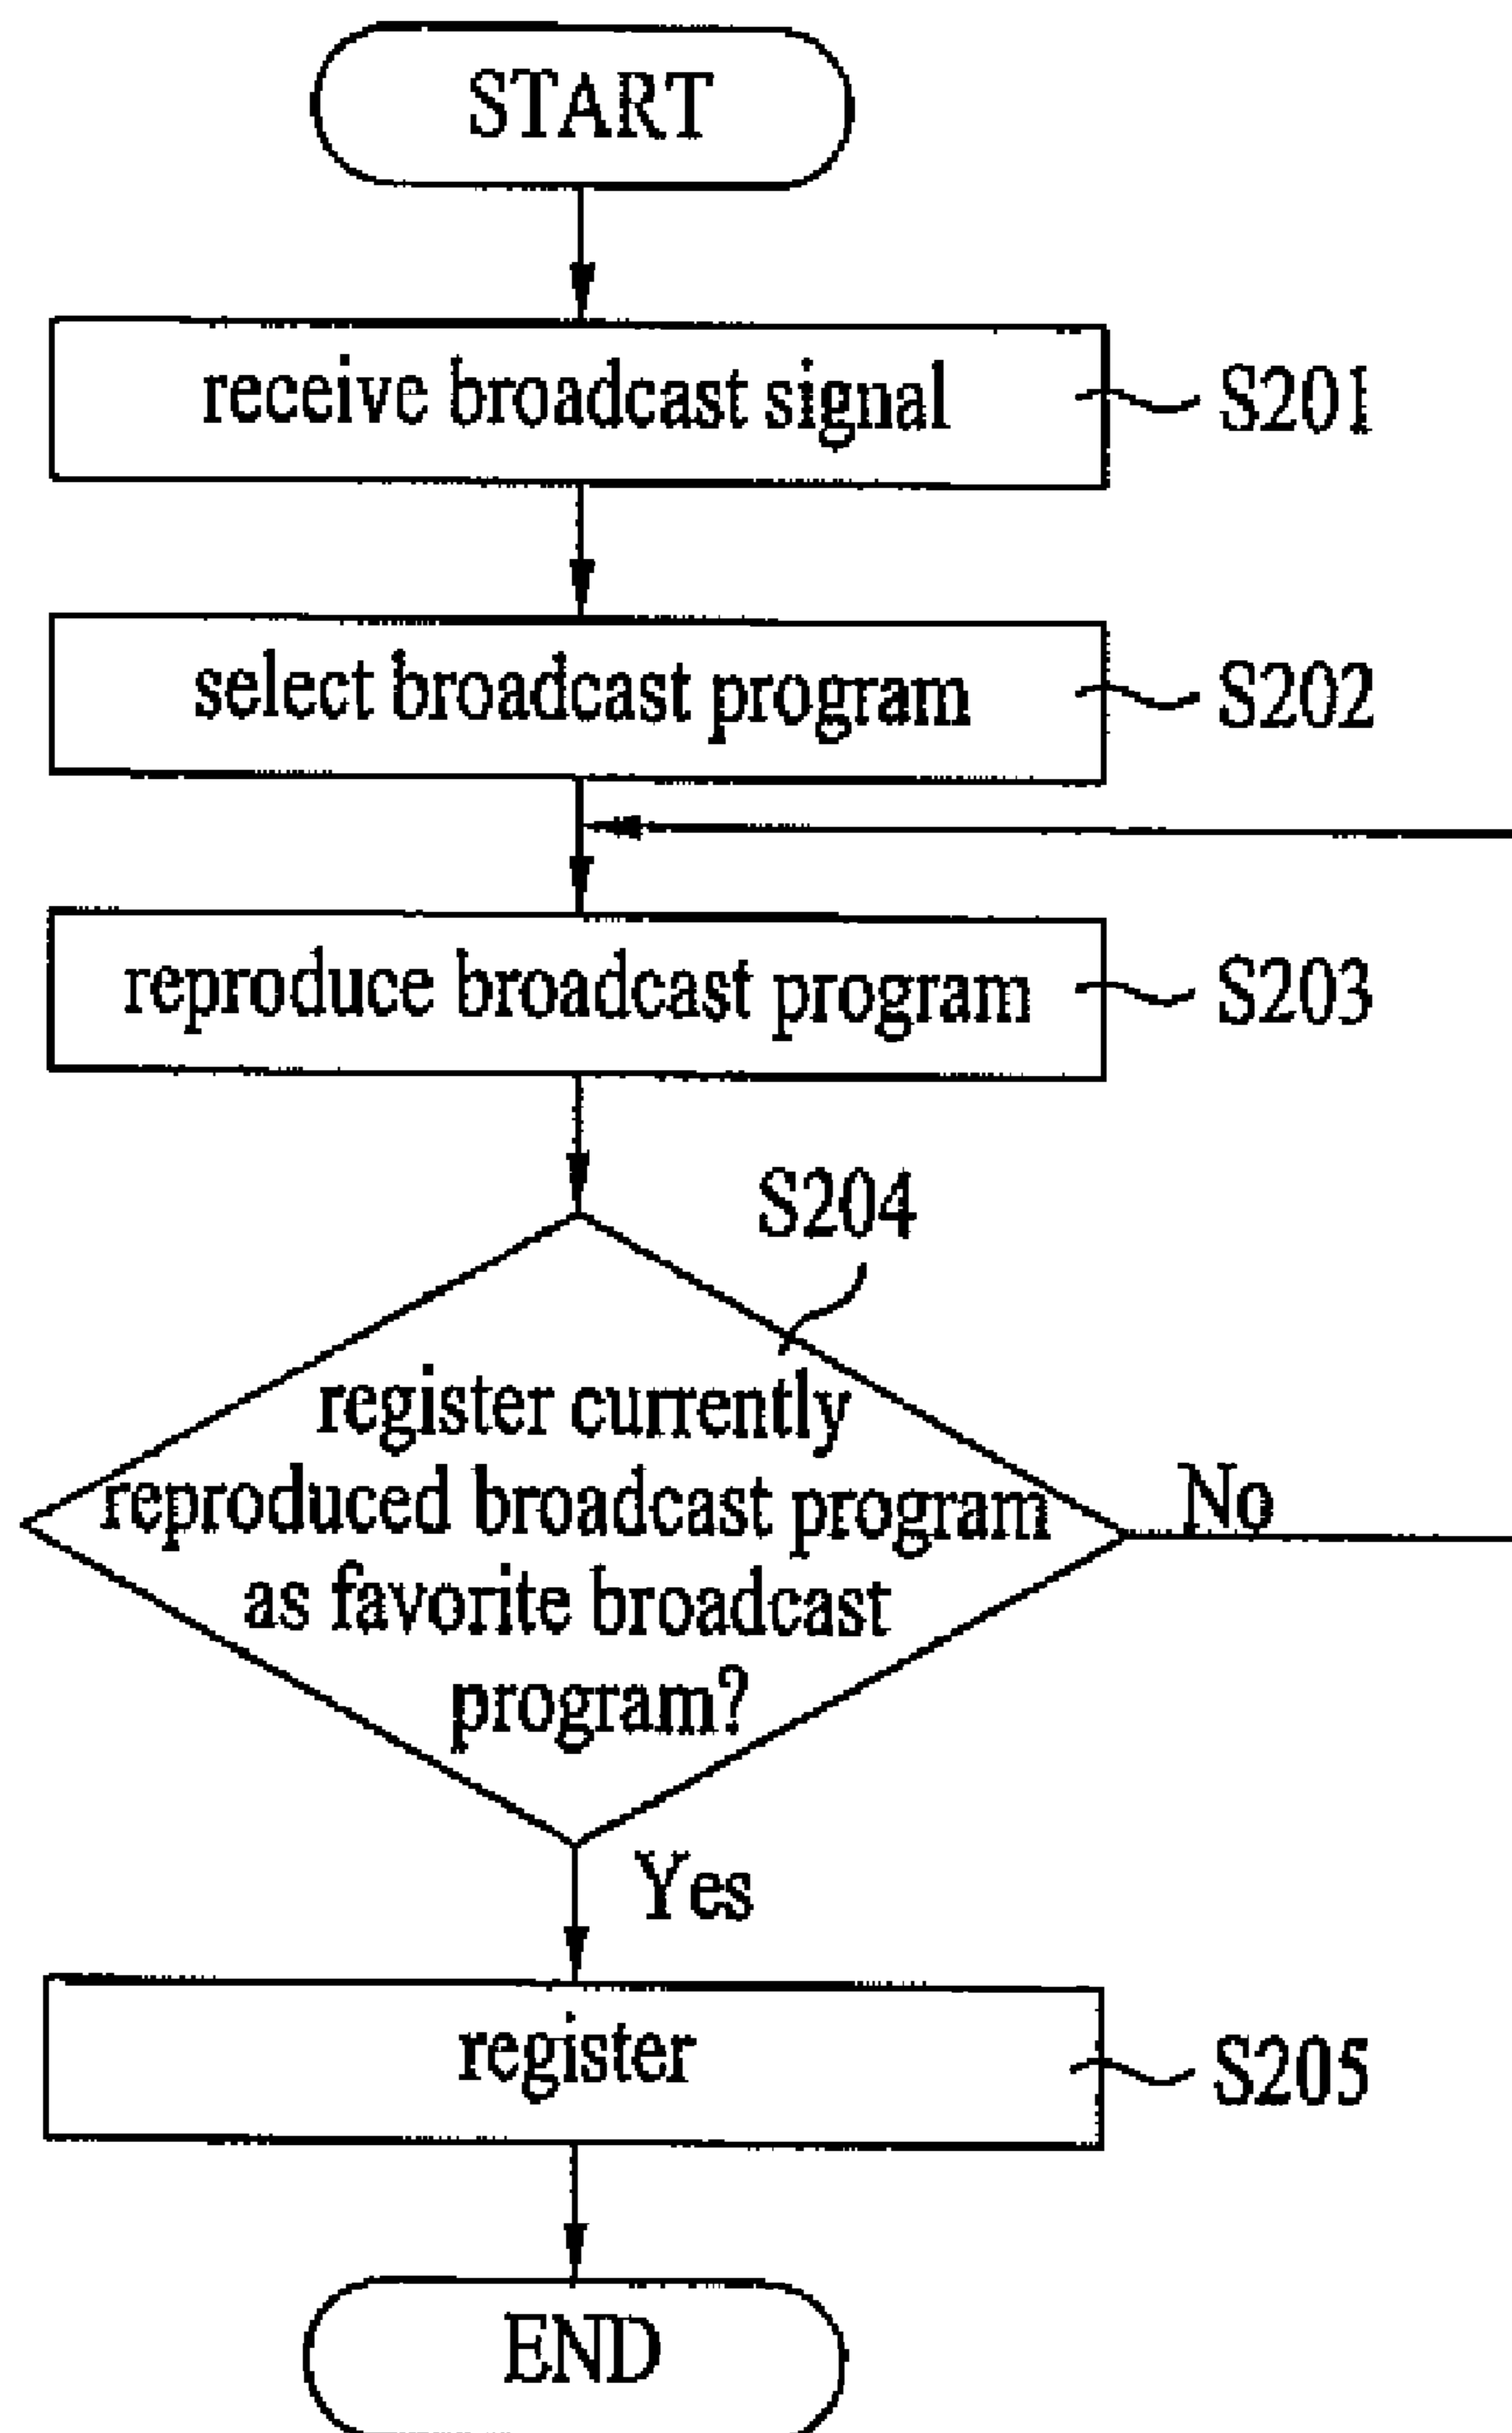 START
receive broadcast signal
S201
select broadcast program
S202
reproduce broadcast program
S203
S204
register currently
reproduced broadcast program
as favorite broadcast
program?
No
Yes
register
S205
END